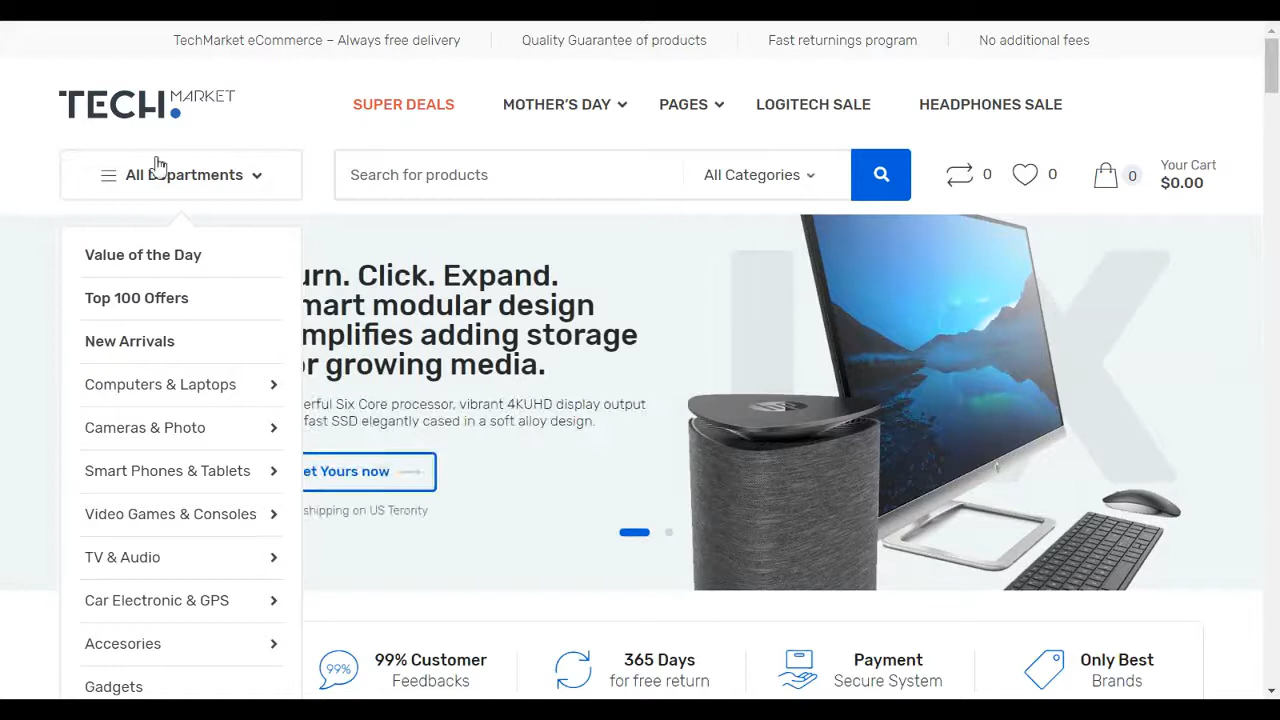 TechMarket eCommerce – Always free delivery
Quality Guarantee of products
Fast returnings program
No additional fees
TECH MARKET
SUPER DEALS
MOTHER'S DAY
PAGES
LOGITECH SALE
HEADPHONES SALE
All Departments
Search for products
All Categories
0
0
0
Your Cart
$0.00
Value of the Day
Top 100 Offers
New Arrivals
Computers & Laptops
Cameras & Photo
Smart Phones & Tablets
Video Games & Consoles
TV & Audio
Car Electronic & GPS
Accesories
Gadgets
urn. Click. Expand.
mart modular design
mplifies adding storage
or growing media.
erful Six Core processor, vibrant 4KUHD display output
fast SSD elegantly cased in a soft alloy design.
et Yours now
shipping on US Terority
99%
99% Customer
Feedbacks
365 Days
for free return
Payment
Secure System
Only Best
Brands